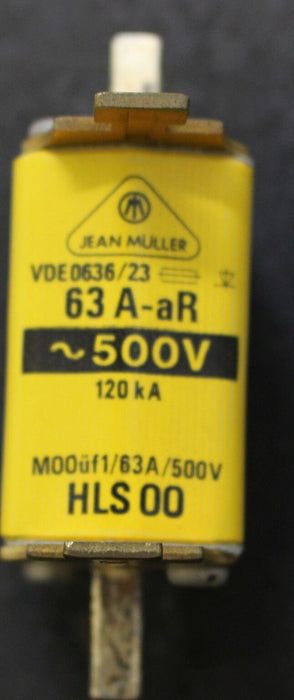 JEAN MÜLLER
VDE 0636/23
63 A-aR
~500V
120 kA
M00üf1/63A/500V
HLS 00